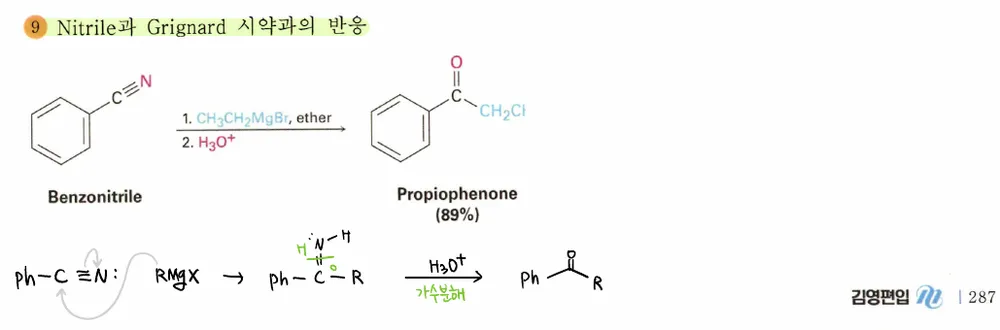 9 Nitrile과 Grignard 시약과의 반응
C≡N
1. CH3CH2MgBr, ether
2. H3O+
O
C
CH2CH
Benzonitrile
Propiophenone
(89%)
Ph-C≡N: RMgX → Ph-C-R
H :N-H
H3O+
가수분해
O
Ph R
김영편입 | 287